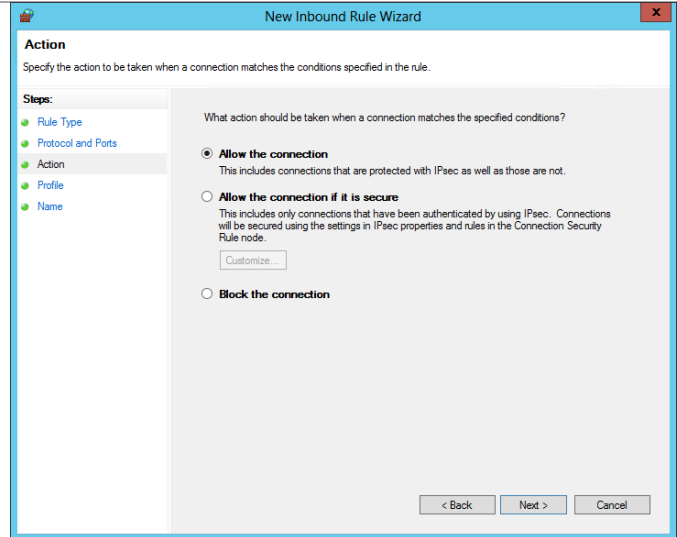 New Inbound Rule Wizard
x
Action
Specify the action to be taken when a connection matches the conditions specified in the rule.
Steps:
Rule Type
Protocol and Ports
Action
Profile
Name
What action should be taken when a connection matches the specified conditions?
Allow the connection
This includes connections that are protected with IPsec as well as those are not.
Allow the connection if it is secure
This includes only connections that have been authenticated by using IPsec. Connections
will be secured using the settings in IPsec properties and rules in the Connection Security
Rule node.
Customize...
Block the connection
< Back
Next >
Cancel